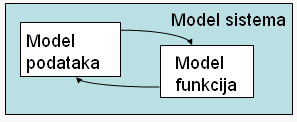 Model sistema
Model
podataka
Model
funkcija